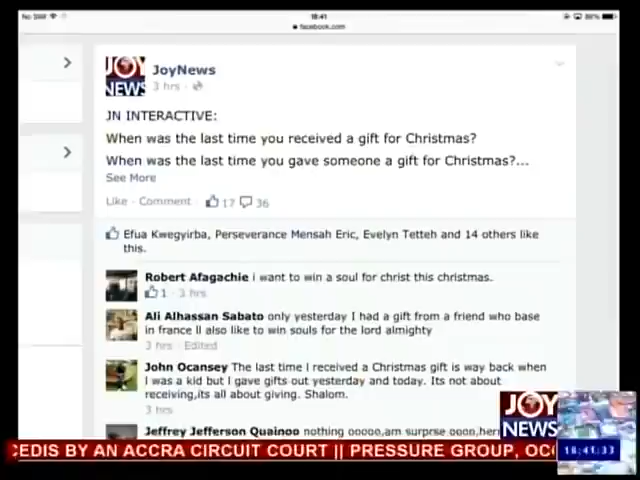 No SIM
18:41
88%
facebook.com
JOY
NEWS
JoyNews
3 hrs
JN INTERACTIVE:
When was the last time you received a gift for Christmas?
When was the last time you gave someone a gift for Christmas?...
See More
Like · Comment 17 36
Efua Kwegyirba, Perseverance Mensah Eric, Evelyn Tetteh and 14 others like
this.
Robert Afagachie i want to win a soul for christ this christmas.
1 · 3 hrs
Ali Alhassan Sabato only yesterday I had a gift from a friend who base
in france ll also like to win souls for the lord almighty
3 hrs · Edited
John Ocansey The last time I received a Christmas gift is way back when
I was a kid but I gave gifts out yesterday and today. Its not about
receiving,its all about giving. Shalom.
3 hrs
Jeffrey Jefferson Quainoo nothing ooooo,am surprse oooo,her
JOY
NEWS
CEDIS BY AN ACCRA CIRCUIT COURT || PRESSURE GROUP, OC
18:41:33